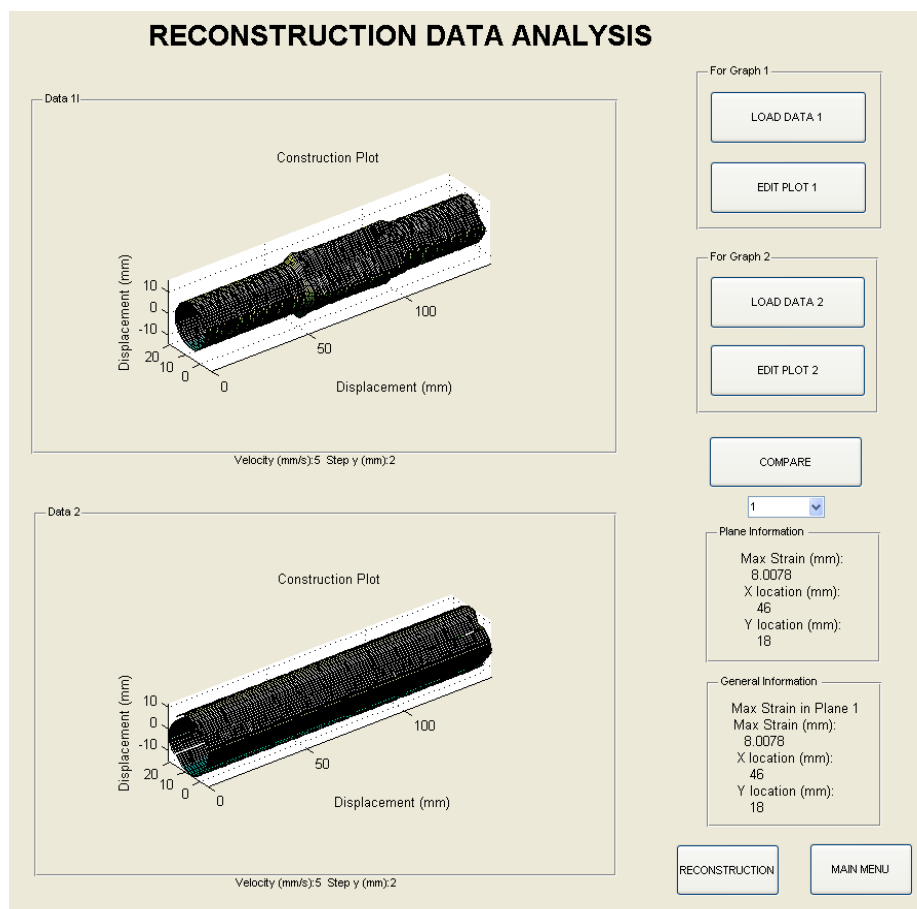 RECONSTRUCTION DATA ANALYSIS
Data 1l
Construction Plot
Displacement (mm)
10
0
-10
20
10
0
0
50
100
Displacement (mm)
Velocity (mm/s):5 Step y (mm):2
Data 2
Construction Plot
Displacement (mm)
10
0
-10
20
10
0
0
50
100
Displacement (mm)
Velocity (mm/s):5 Step y (mm):2
For Graph 1
LOAD DATA 1
EDIT PLOT 1
For Graph 2
LOAD DATA 2
EDIT PLOT 2
COMPARE
1
Plane Information
Max Strain (mm):
8.0078
X location (mm):
46
Y location (mm):
18
General Information
Max Strain in Plane 1
Max Strain (mm):
8.0078
X location (mm):
46
Y location (mm):
18
RECONSTRUCTION
MAIN MENU